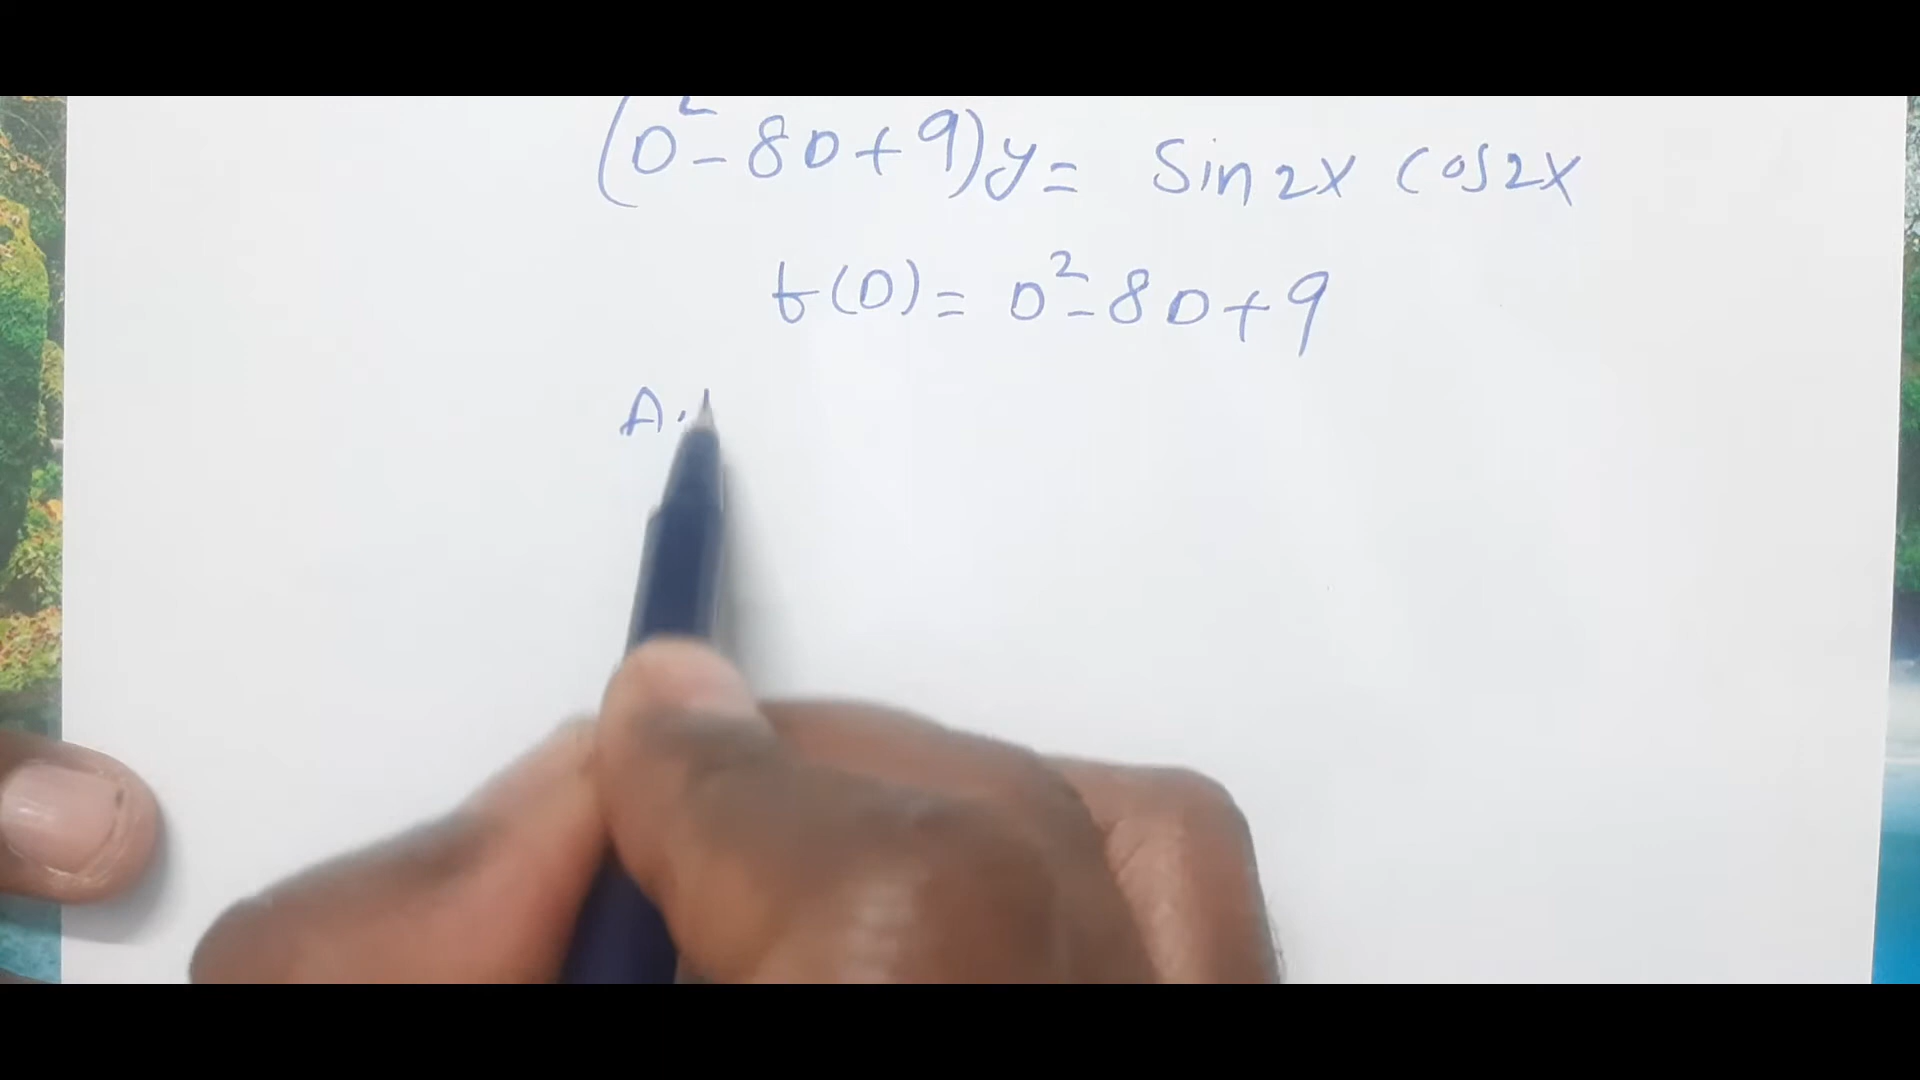 (D²-8D+9)y= Sin2x Cos2x
f(D)= D²-8D+9
A.